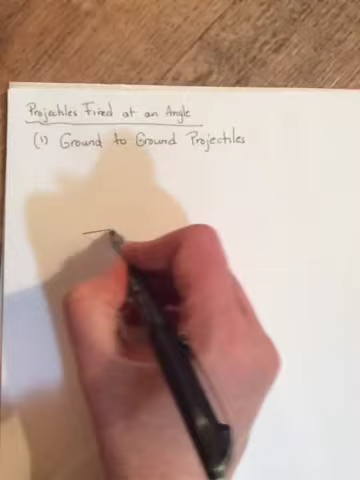 Projectiles Fired at an Angle
(1) Ground to Ground Projectiles